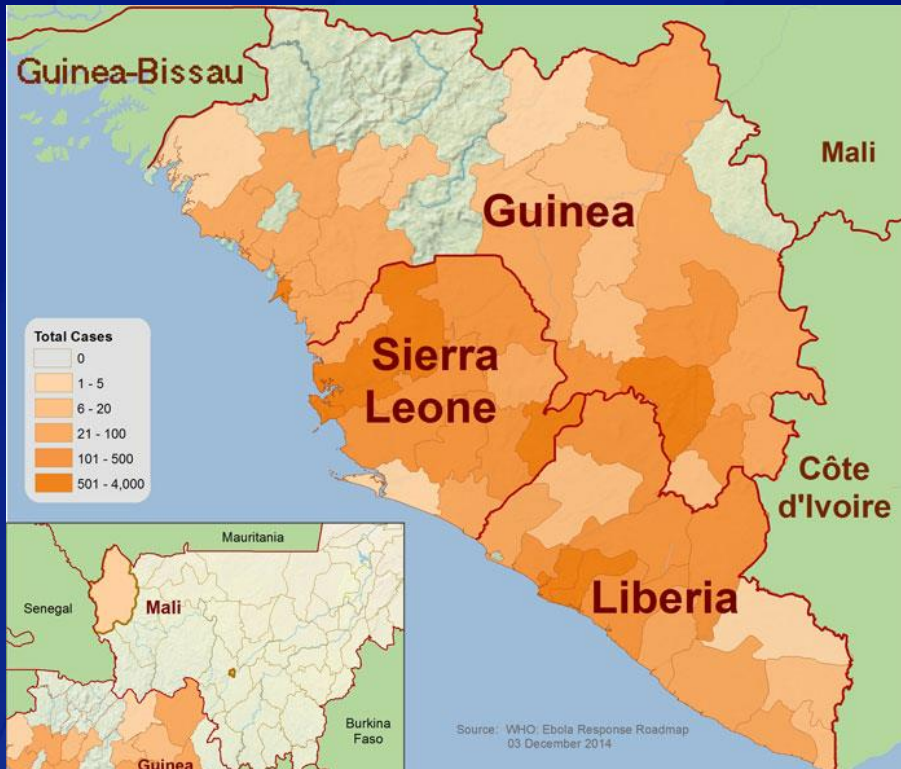 Guinea-Bissau
Mali
Guinea
Sierra
Leone
Côte
d'Ivoire
Liberia
Total Cases
0
1 - 5
6 - 20
21 - 100
101 - 500
501 - 4,000
Mauritania
Senegal
Mali
Burkina
Faso
Guinea
Source: WHO: Ebola Response Roadmap
03 December 2014